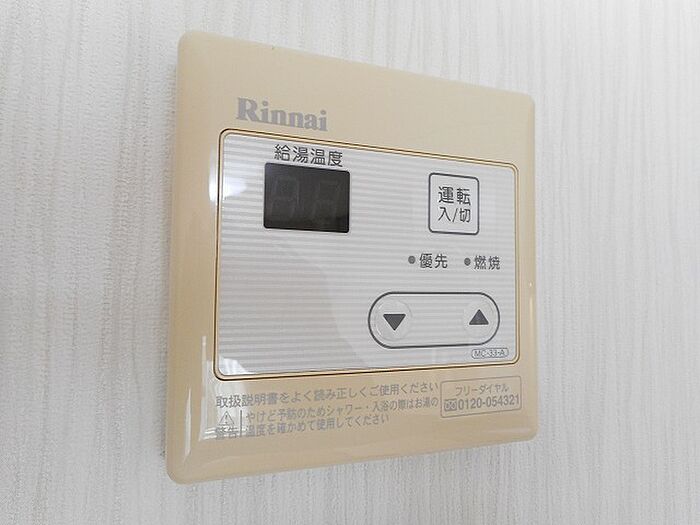 Rinnai
給湯温度
運転
入/切
優先 燃焼
MC-33-A
取扱説明書をよく読み正しくご使用ください
やけど予防のためシャワー・入浴の際はお湯の
警告 温度を確かめて使用してください
フリーダイヤル
0120-054321